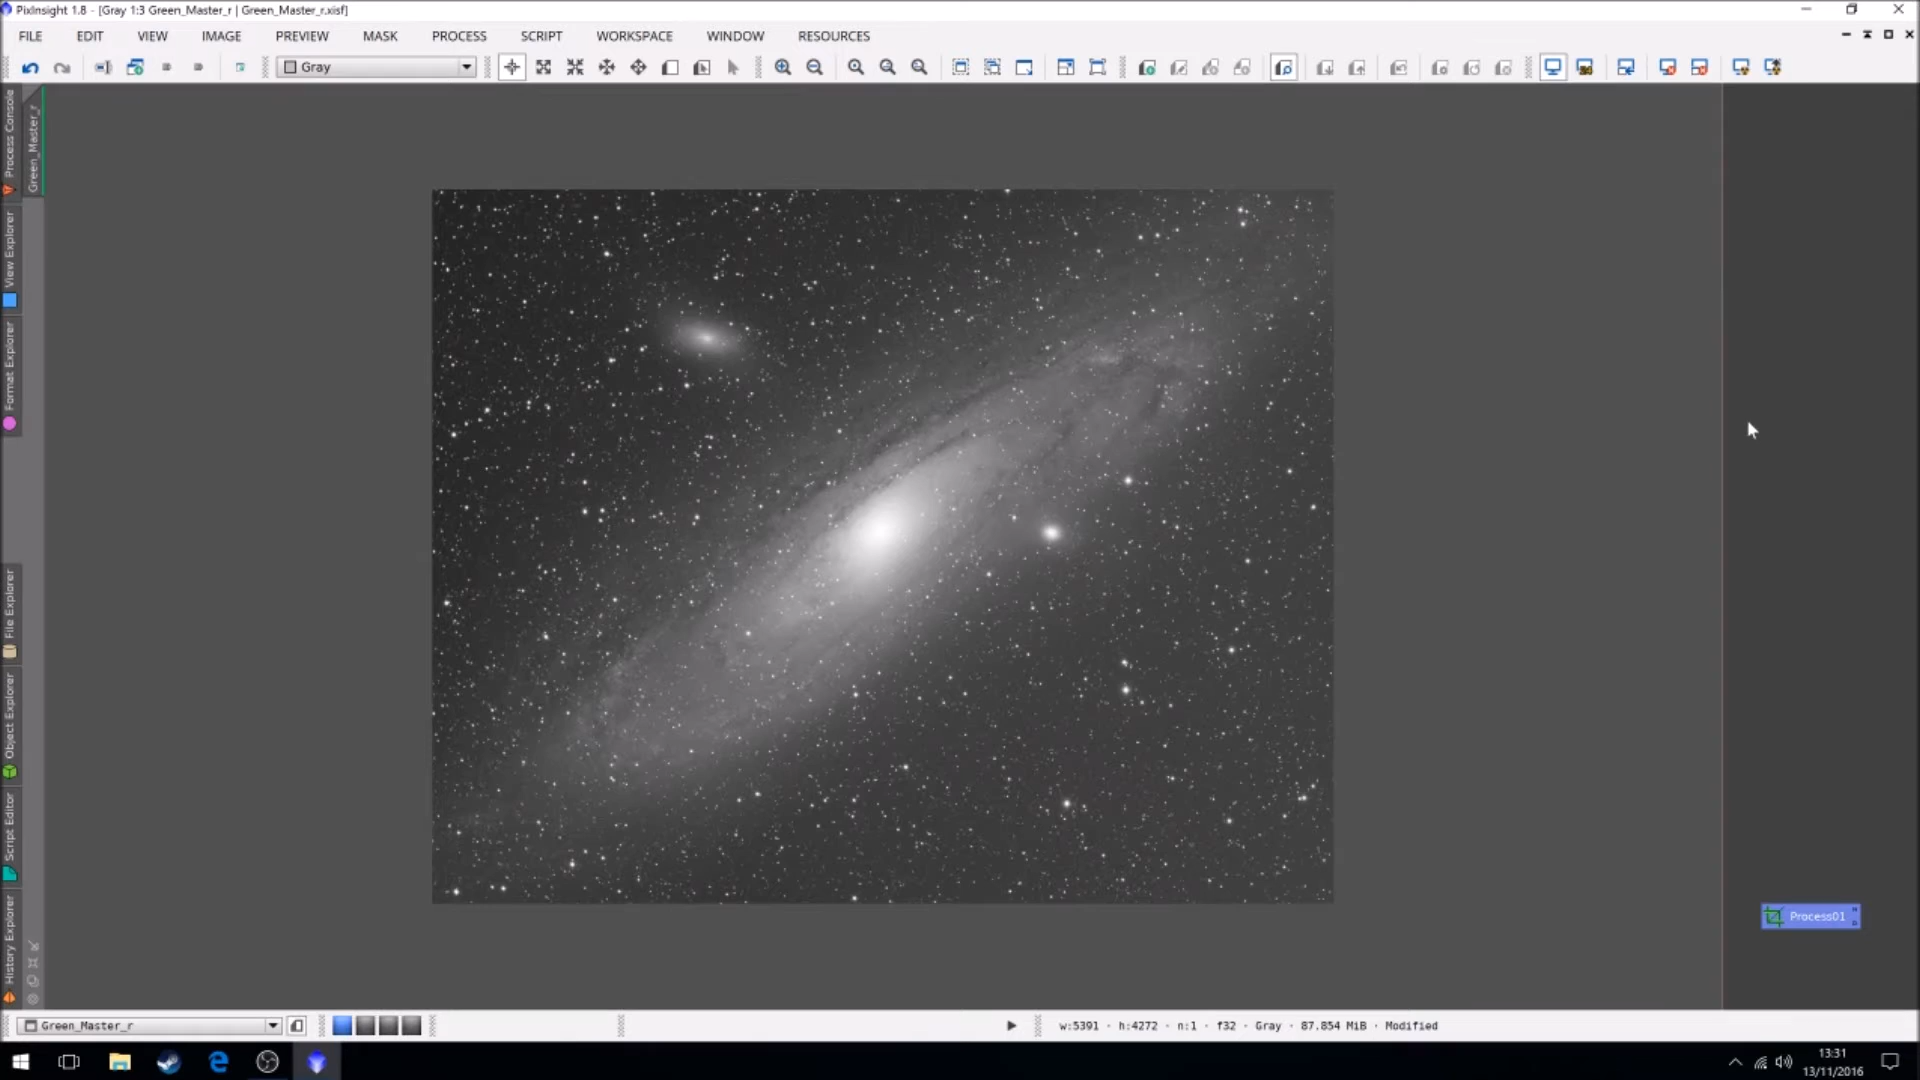 PixInsight 1.8 - [Gray 1:3 Green_Master_r | Green_Master_r.xisf]
FILE EDIT VIEW IMAGE PREVIEW MASK PROCESS SCRIPT WORKSPACE WINDOW RESOURCES
Gray
Process Console
View Explorer
Format Explorer
File Explorer
Object Explorer
Script Editor
History Explorer
Green_Master_r
Process01
Green_Master_r
w:5391 · h:4272 · n:1 · f32 · Gray · 87.854 MiB · Modified
13:31
13/11/2016